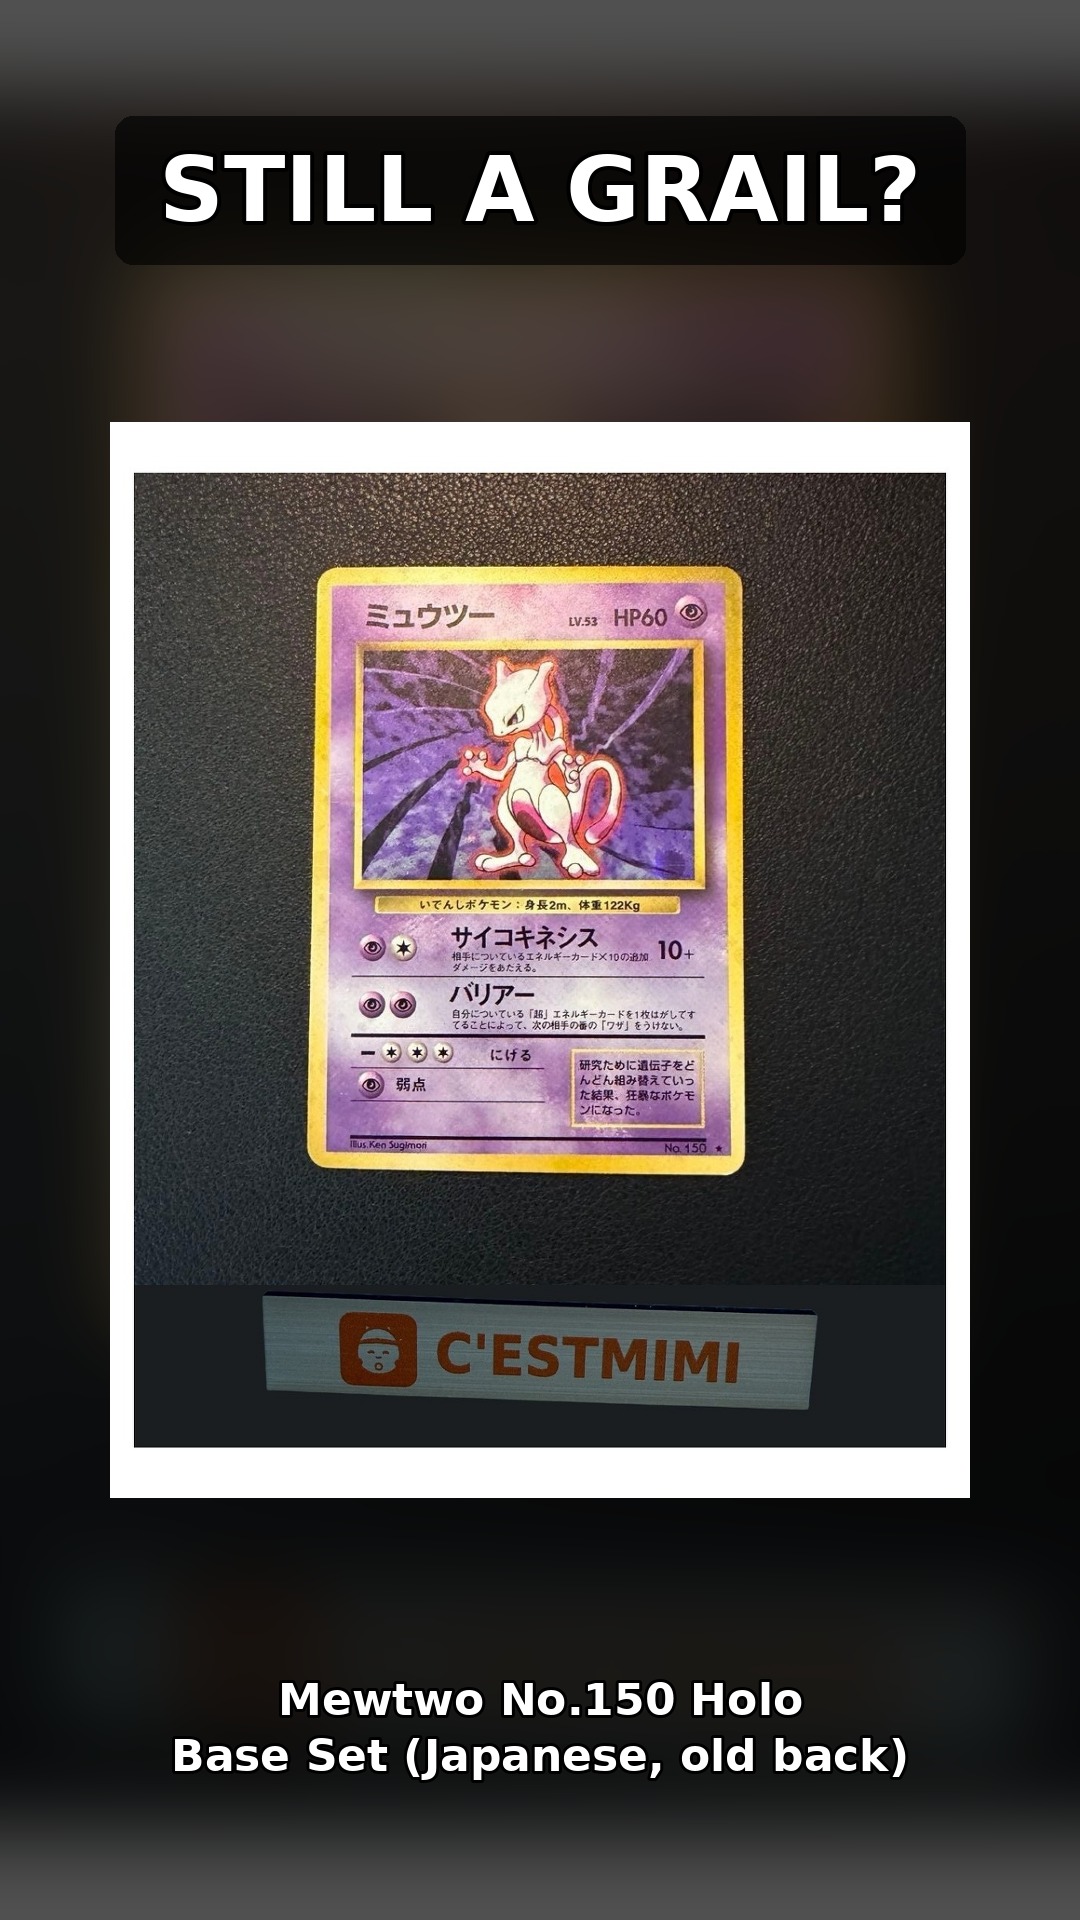 STILL A GRAIL?
ミュウツー LV.53 HP60
いでんしポケモン：身長2m、体重122Kg
サイコキネシス 10+
相手についているエネルギーカード×10の追加
ダメージをあたえる。
バリアー
自分についている「超」エネルギーカードを1枚はがしてす
てることによって、次の相手の番の「ワザ」をうけない。
ー にげる
弱点
研究ために遺伝子をど
んどん組み替えていっ
た結果、狂暴なポケモ
ンになった。
Illus. Ken Sugimori
No. 150 ★
C'ESTMIMI
Mewtwo No.150 Holo
Base Set (Japanese, old back)